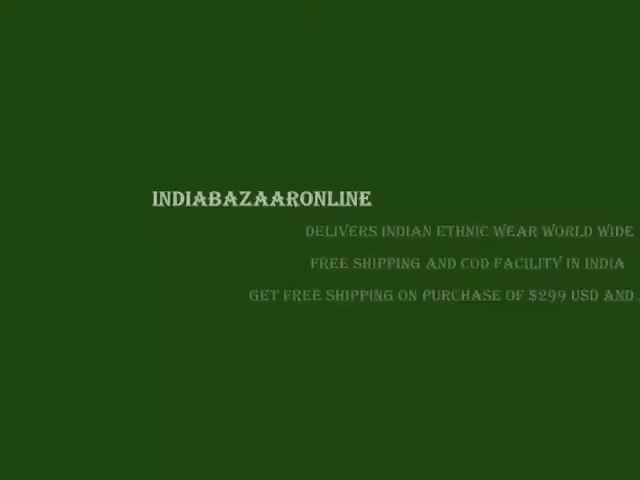 INDIABAZAARONLINE
DELIVERS INDIAN ETHNIC WEAR WORLD WIDE
FREE SHIPPING AND COD FACILITY IN INDIA
GET FREE SHIPPING ON PURCHASE OF $299 USD AND